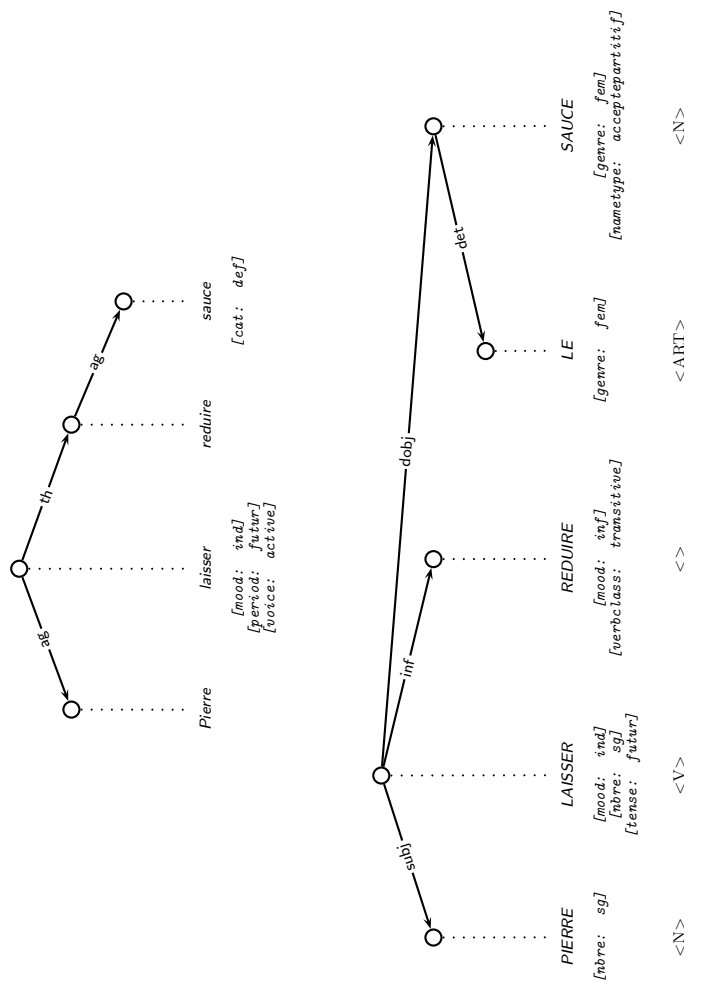 ag
th
ag
Pierre
laisser
reduire
sauce
[mood: ind]
[period: futur]
[voice: active]
[cat: def]
subj
inf
dobj
det
PIERRE
LAISSER
REDUIRE
LE
SAUCE
[nbre: sg]
[mood: ind]
[nbre: sg]
[tense: futur]
[mood: inf]
[verbclass: transitive]
[genre: fem]
[genre: fem]
[nametype: acceptepartitif]
<N>
<V>
<>
<ART>
<N>